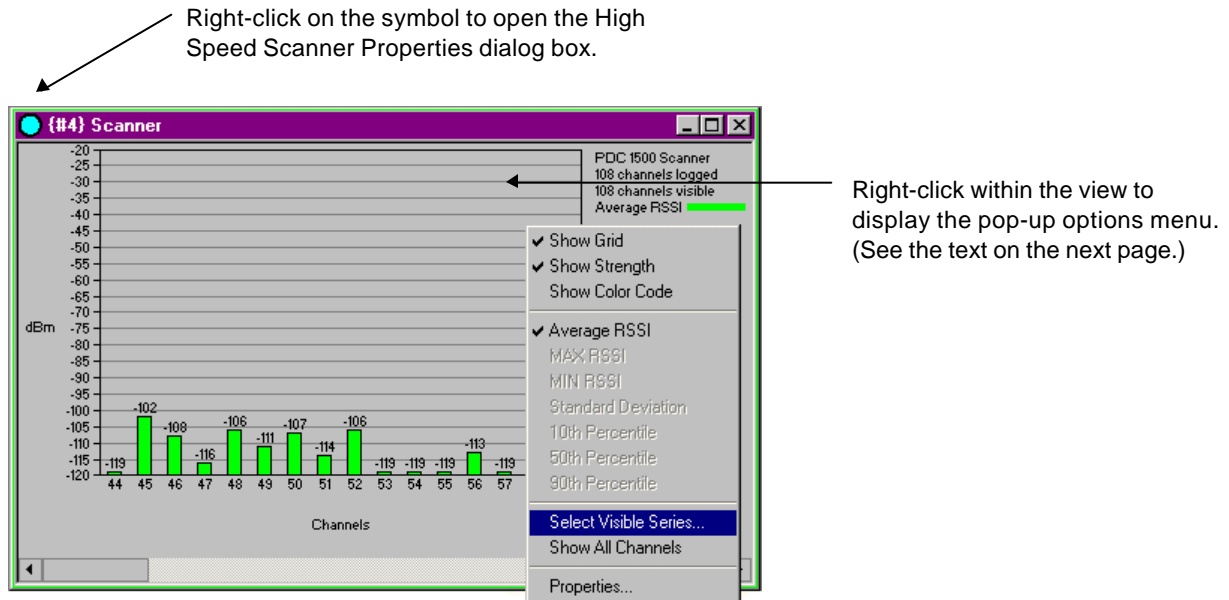 Right-click on the symbol to open the High
Speed Scanner Properties dialog box.
{#4} Scanner
PDC 1500 Scanner
108 channels logged
108 channels visible
Average RSSI
Right-click within the view to
display the pop-up options menu.
(See the text on the next page.)
-20
-25
-30
-35
-40
-45
-50
-55
-60
-65
-70
dBm
-75
-80
-85
-90
-95
-100
-105
-110
-115
-120
-119
-102
-108
-116
-106
-111
-107
-114
-106
-119
-119
-119
-113
-119
44 45 46 47 48 49 50 51 52 53 54 55 56 57
Channels
Show Grid
Show Strength
Show Color Code
Average RSSI
MAX RSSI
MIN RSSI
Standard Deviation
10th Percentile
50th Percentile
90th Percentile
Select Visible Series...
Show All Channels
Properties...